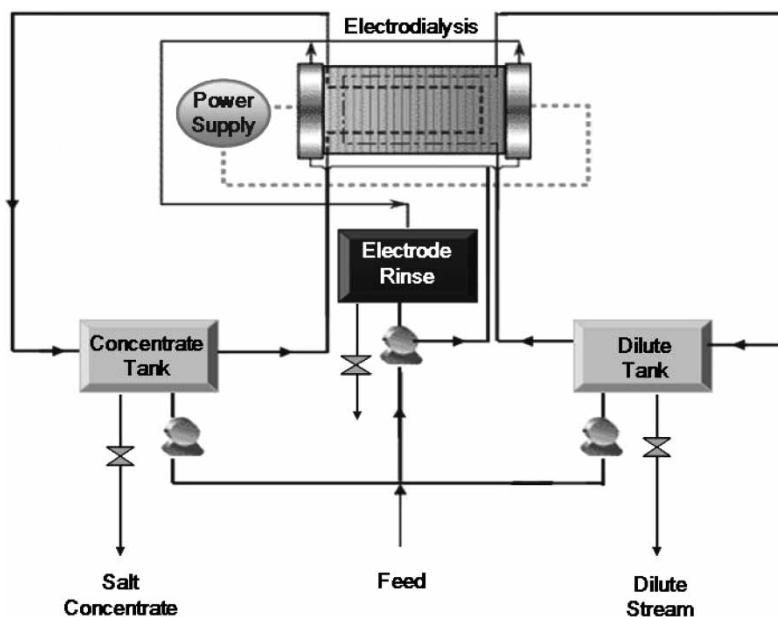 Electrodialysis
Power
Supply
Electrode
Rinse
Concentrate
Tank
Dilute
Tank
Salt
Concentrate
Feed
Dilute
Stream